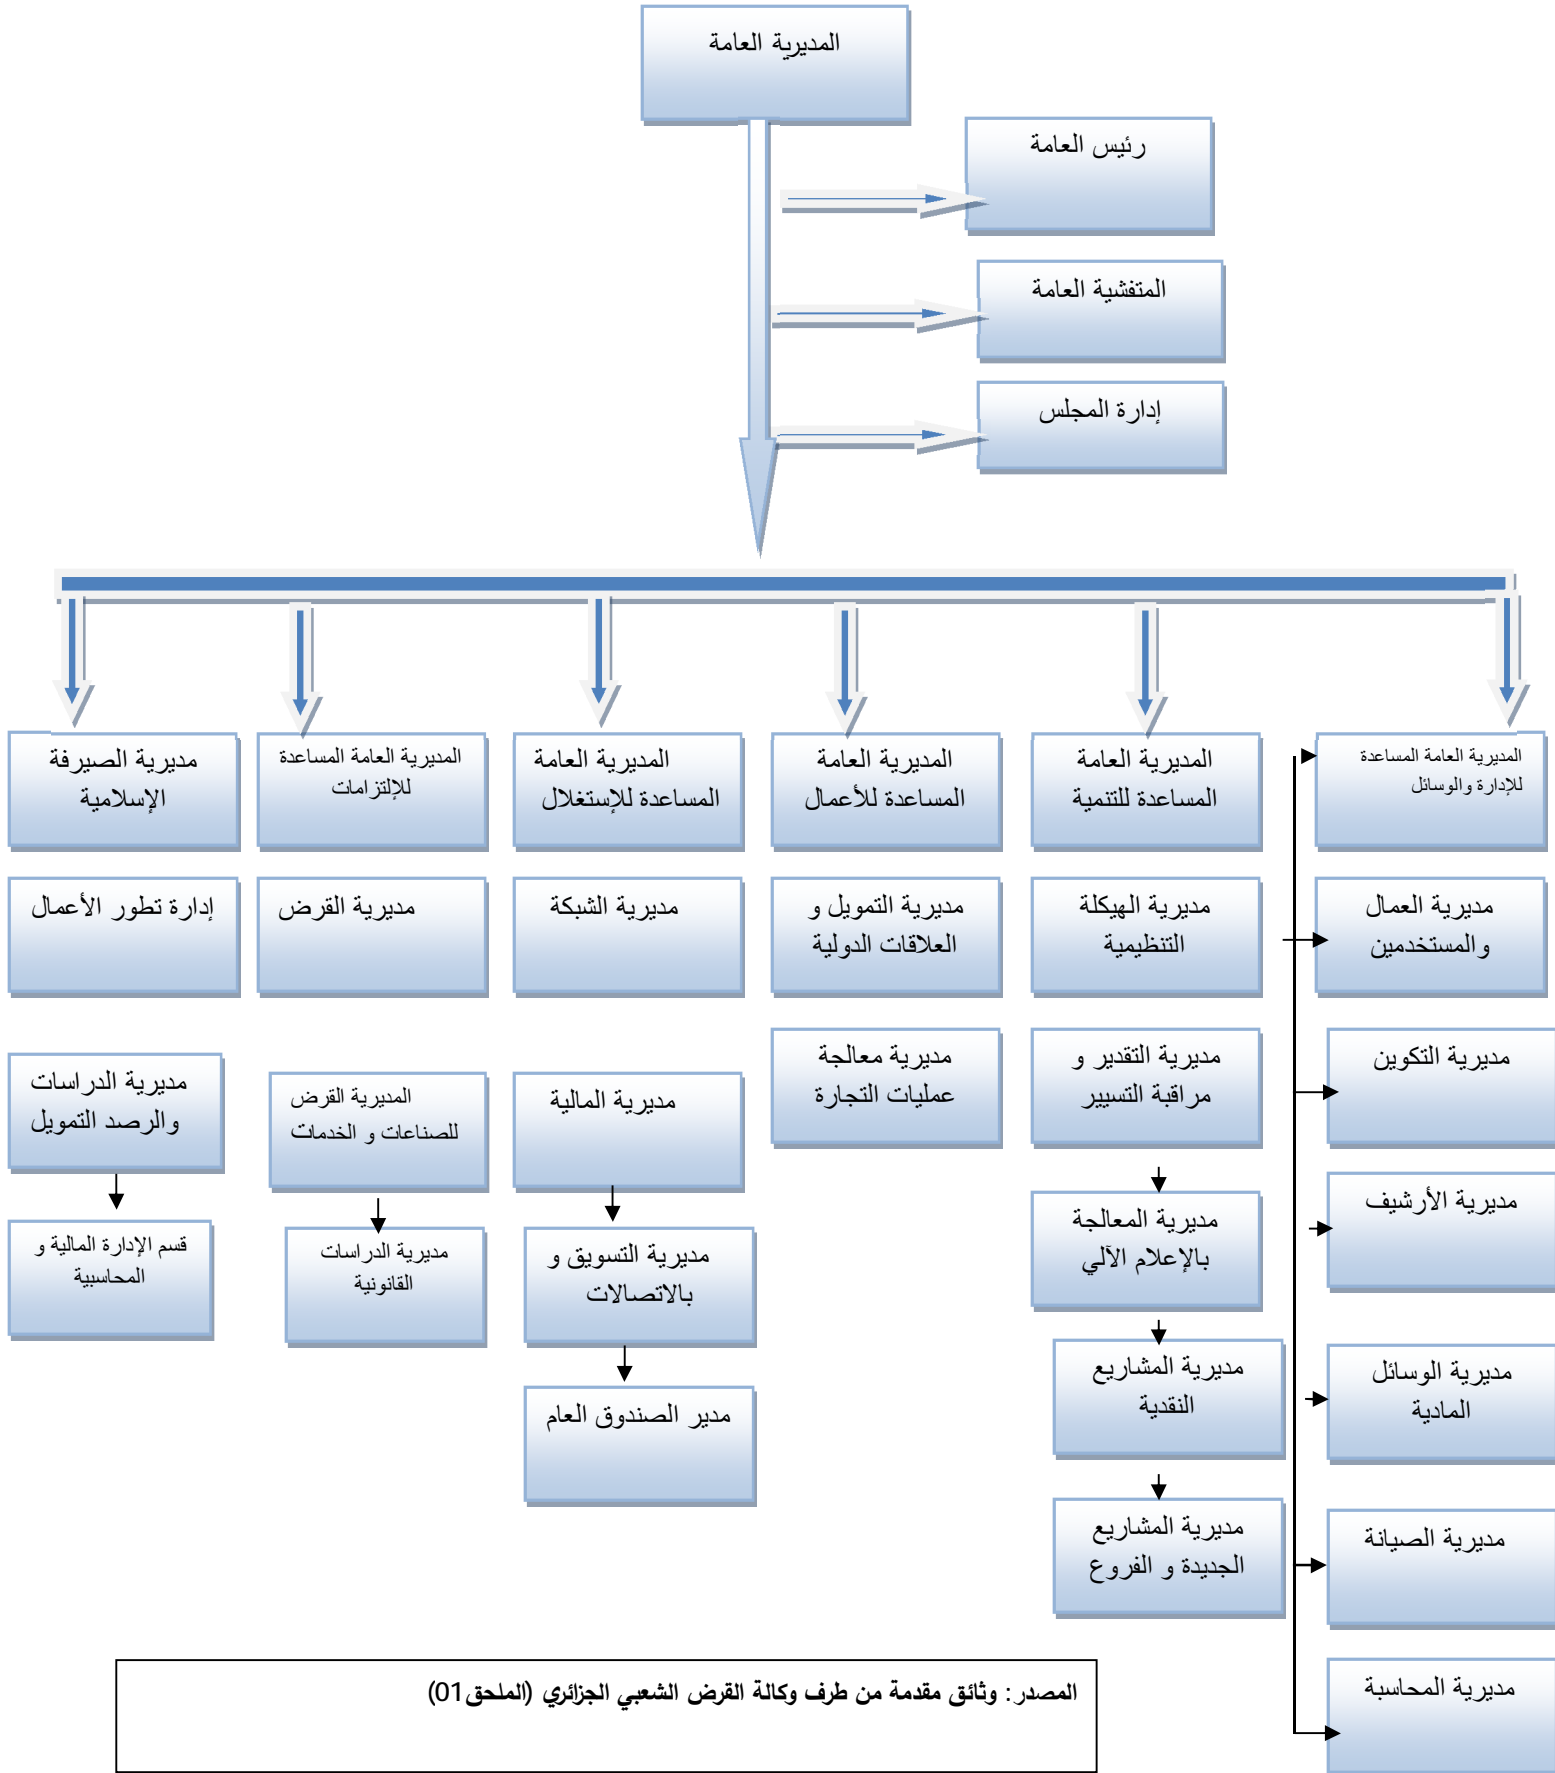 المديرية العامة
رئيس العامة
المتفشية العامة
إدارة المجلس
المديرية العامة المساعدة
للإدارة والوسائل
المديرية العامة
المساعدة للتنمية
المديرية العامة
المساعدة للأعمال
المديرية العامة
المساعدة للإستغلال
المديرية العامة المساعدة
للإلتزامات
مديرية الصيرفة
الإسلامية
مديرية العمال
والمستخدمين
مديرية الهيكلة
التنظيمية
مديرية التمويل و
العلاقات الدولية
مديرية الشبكة
مديرية القرض
إدارة تطور الأعمال
مديرية التكوين
مديرية التقدير و
مراقبة التسيير
مديرية معالجة
عمليات التجارة
مديرية المالية
المديرية القرض
للصناعات و الخدمات
مديرية الدراسات
والرصد التمويل
مديرية الأرشيف
مديرية المعالجة
بالإعلام الآلي
مديرية التسويق و
بالاتصالات
مديرية الدراسات
القانونية
قسم الإدارة المالية و
المحاسبية
مديرية الوسائل
المادية
مديرية المشاريع
النقدية
مدير الصندوق العام
مديرية الصيانة
مديرية المشاريع
الجديدة و الفروع
مديرية المحاسبة
المصدر: وثائق مقدمة من طرف وكالة القرض الشعبي الجزائري (الملحق01)